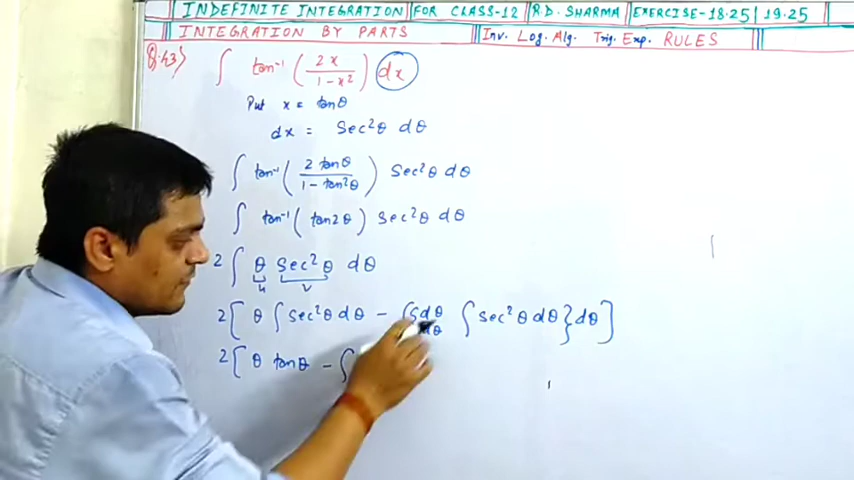 INDEFINITE INTEGRATION FOR CLASS-12 R.D. SHARMA EXERCISE-18.25 19.25
INTEGRATION BY PARTS Inv. Log. Alg. Trig. Exp. RULES
Q.43) ∫ tan⁻¹ ( 2x / 1-x² ) dx
Put x = tanθ
dx = Sec²θ dθ
∫ tan⁻¹ ( 2 tanθ / 1 - tan²θ ) Sec²θ dθ
∫ tan⁻¹ ( tan2θ ) Sec²θ dθ
2 ∫ θ Sec²θ dθ
u v
2 [ θ ∫ Sec²θ dθ - ∫ { dθ / dθ ∫ Sec²θ dθ } dθ ]
2 [ θ tanθ - ∫